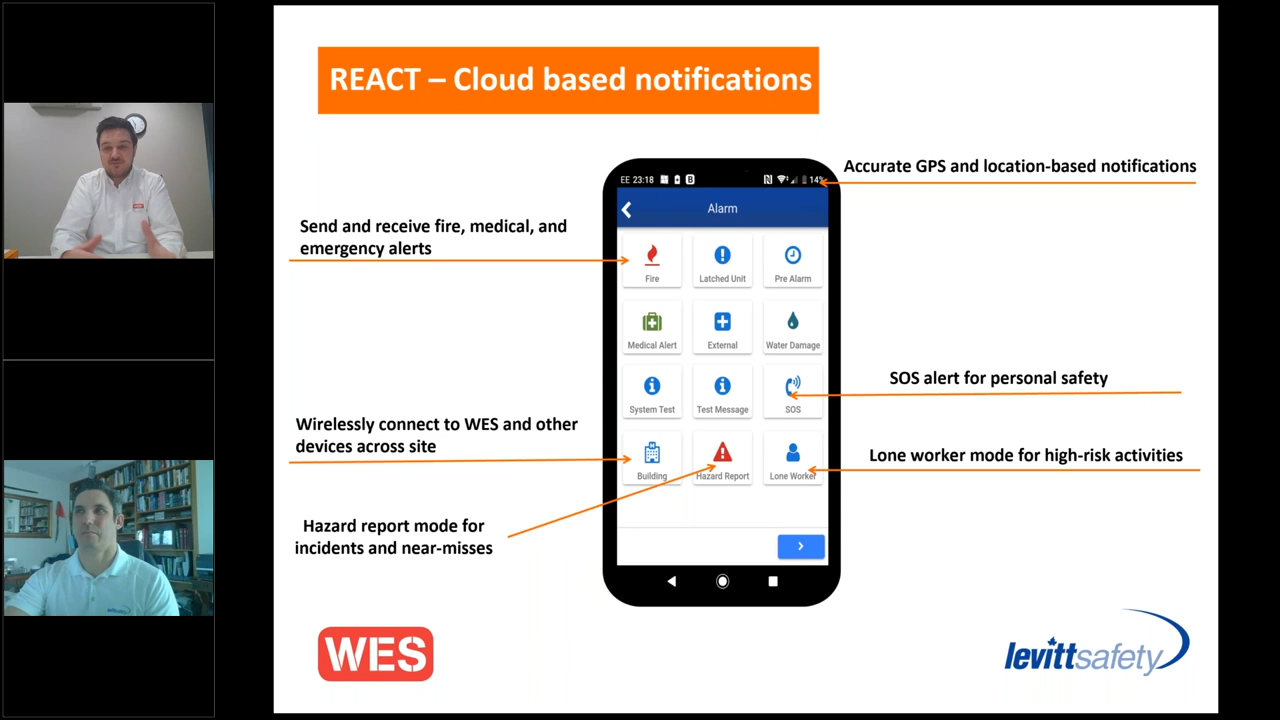 REACT – Cloud based notifications
Accurate GPS and location-based notifications
Send and receive fire, medical, and
emergency alerts
SOS alert for personal safety
Wirelessly connect to WES and other
devices across site
Lone worker mode for high-risk activities
Hazard report mode for
incidents and near-misses
EE 23:18 B 14%
Alarm
Fire Latched Unit Pre Alarm
Medical Alert External Water Damage
System Test Test Message SOS
Building Hazard Report Lone Worker
WES
levittsafety